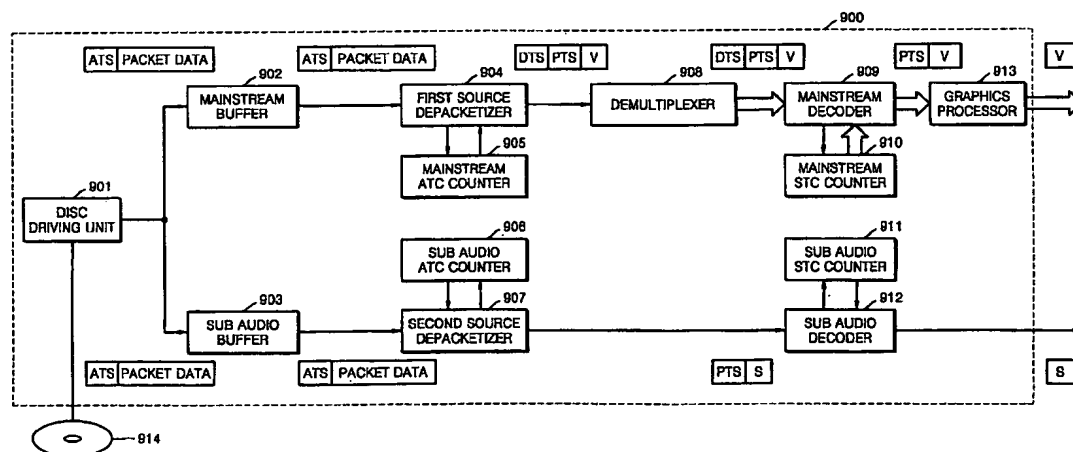 900
ATS PACKET DATA
ATS PACKET DATA
DTS PTS V
DTS PTS V
PTS V
V
902
MAINSTREAM
BUFFER
904
FIRST SOURCE
DEPACKETIZER
908
DEMULTIPLEXER
909
MAINSTREAM
DECODER
913
GRAPHICS
PROCESSOR
905
MAINSTREAM
ATC COUNTER
910
MAINSTREAM
STC COUNTER
901
DISC
DRIVING UNIT
906
SUB AUDIO
ATC COUNTER
911
SUB AUDIO
STC COUNTER
903
SUB AUDIO
BUFFER
907
SECOND SOURCE
DEPACKETIZER
912
SUB AUDIO
DECODER
ATS PACKET DATA
ATS PACKET DATA
PTS S
S
914